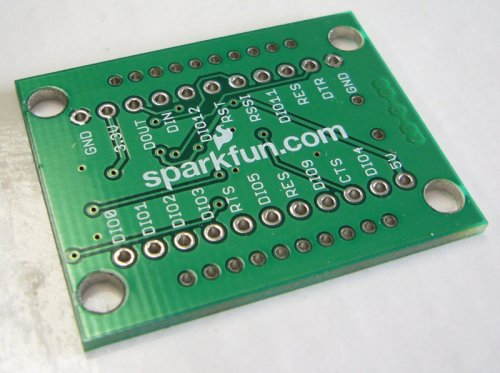 GND
3.3V
DOUT
DIN
DIO12
RST
RSSI
DIO11
RES
DTR
GND
sparkfun.com
DIO0
DIO1
DIO2
DIO3
RTS
DIO5
RES
DIO9
CTS
DIO4
5V